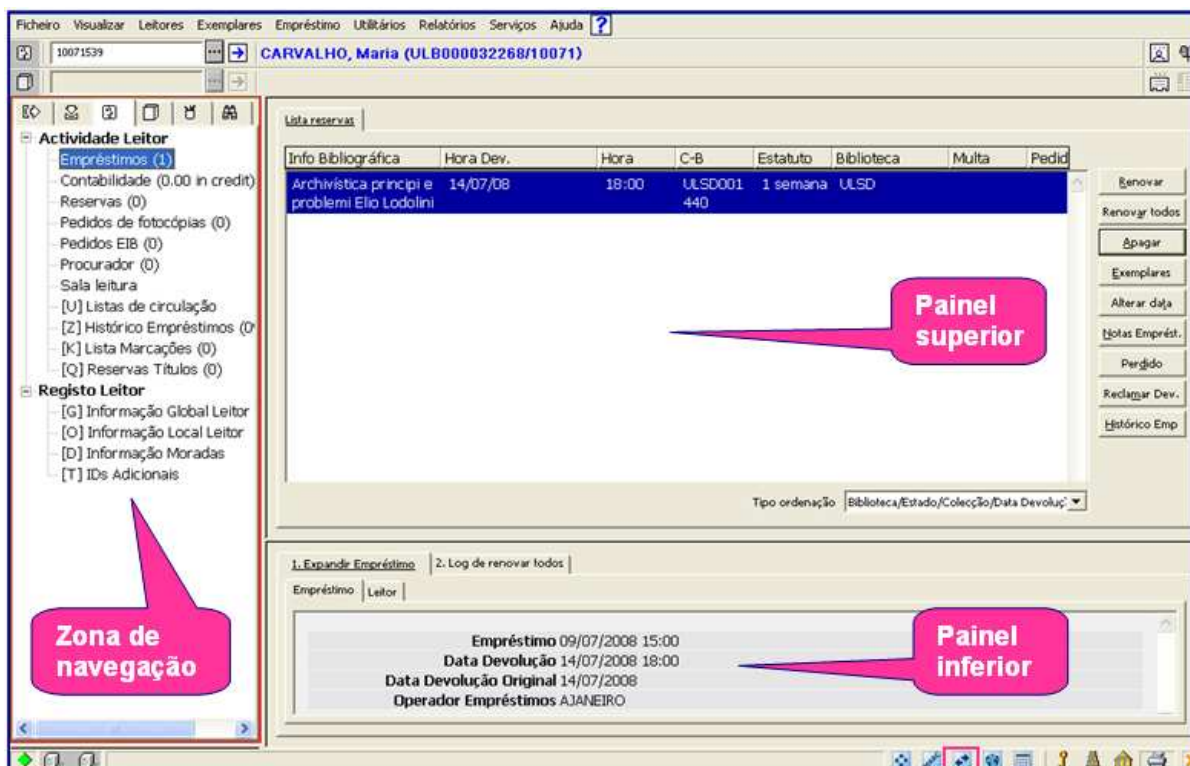 Ficheiro Visualizar Leitores Exemplares Empréstimo Utilitários Relatórios Serviços Ajuda ?
10071539 ... CARVALHO, Maria (ULB000032268/10071)
...
Actividade Leitor
Empréstimos (1)
Contabilidade (0.00 in credit)
Reservas (0)
Pedidos de fotocópias (0)
Pedidos EIB (0)
Procurador (0)
Sala leitura
[U] Listas de circulação
[Z] Histórico Empréstimos (0
[K] Lista Marcações (0)
[Q] Reservas Títulos (0)
Registo Leitor
[G] Informação Global Leitor
[O] Informação Local Leitor
[D] Informação Moradas
[T] IDs Adicionais
Zona de
navegação
Lista reservas
Info Bibliográfica Hora Dev. Hora C-B Estatuto Biblioteca Multa Pedid
Archivística principi e 14/07/08 18:00 ULSD001 1 semana ULSD
problemi Elio Lodolini 440
Painel
superior
Renovar
Renovar todos
Apagar
Exemplares
Alterar data
Notas Emprést.
Perdido
Reclamar Dev.
Histórico Emp
Tipo ordenação Biblioteca/Estado/Colecção/Data Devoluç
1. Expandir Empréstimo 2. Log de renovar todos
Empréstimo Leitor
Empréstimo 09/07/2008 15:00
Data Devolução 14/07/2008 18:00
Data Devolução Original 14/07/2008
Operador Empréstimos AJANEIRO
Painel
inferior